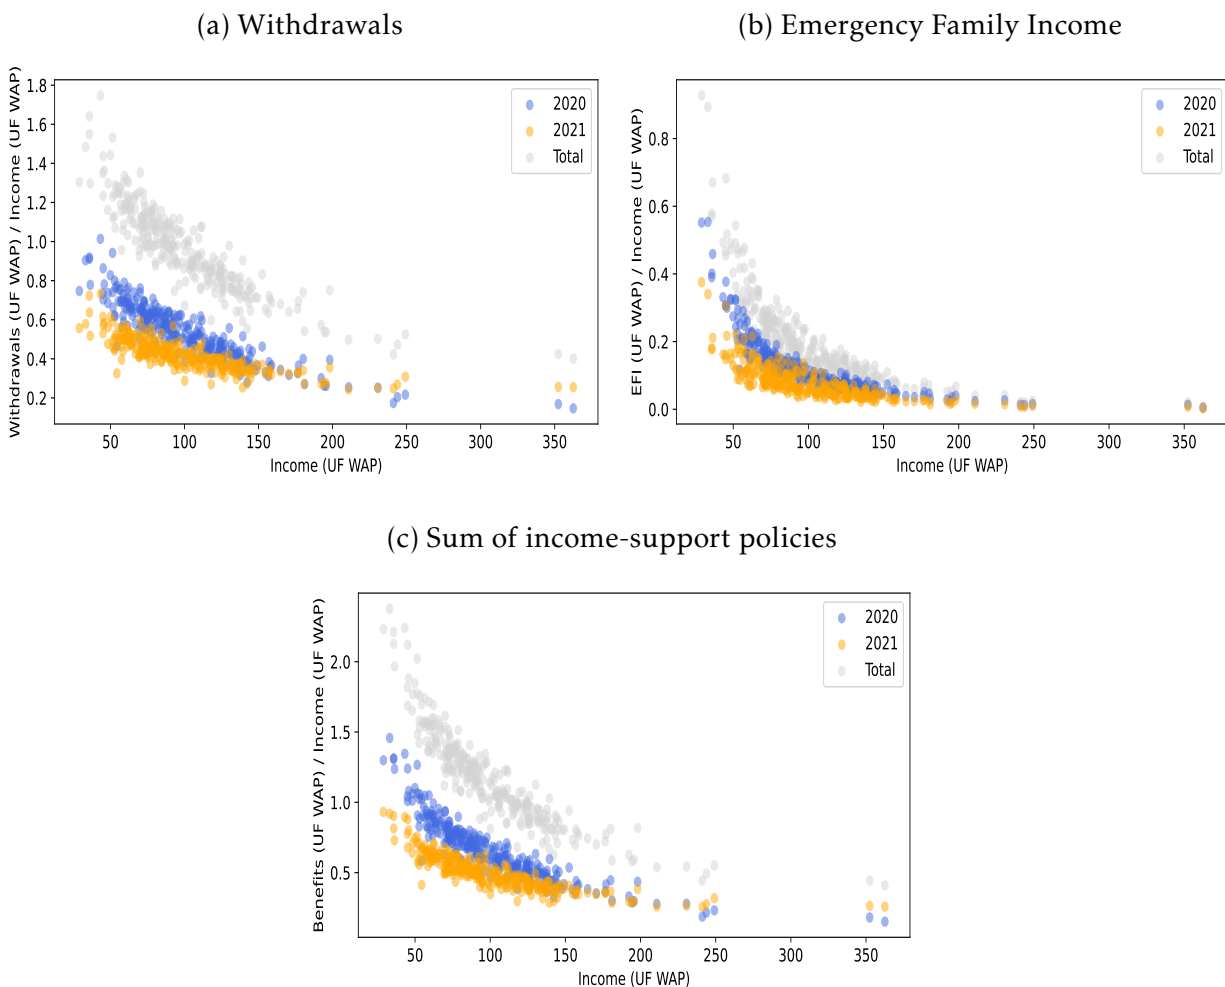 (a) Withdrawals
Withdrawals (UF WAP) / Income (UF WAP)
1.8
1.6
1.4
1.2
1.0
0.8
0.6
0.4
0.2
2020
2021
Total
50 100 150 200 250 300 350
Income (UF WAP)
(b) Emergency Family Income
EFI (UF WAP) / Income (UF WAP)
0.8
0.6
0.4
0.2
0.0
2020
2021
Total
50 100 150 200 250 300 350
Income (UF WAP)
(c) Sum of income-support policies
Benefits (UF WAP) / Income (UF WAP)
2.0
1.5
1.0
0.5
2020
2021
Total
50 100 150 200 250 300 350
Income (UF WAP)